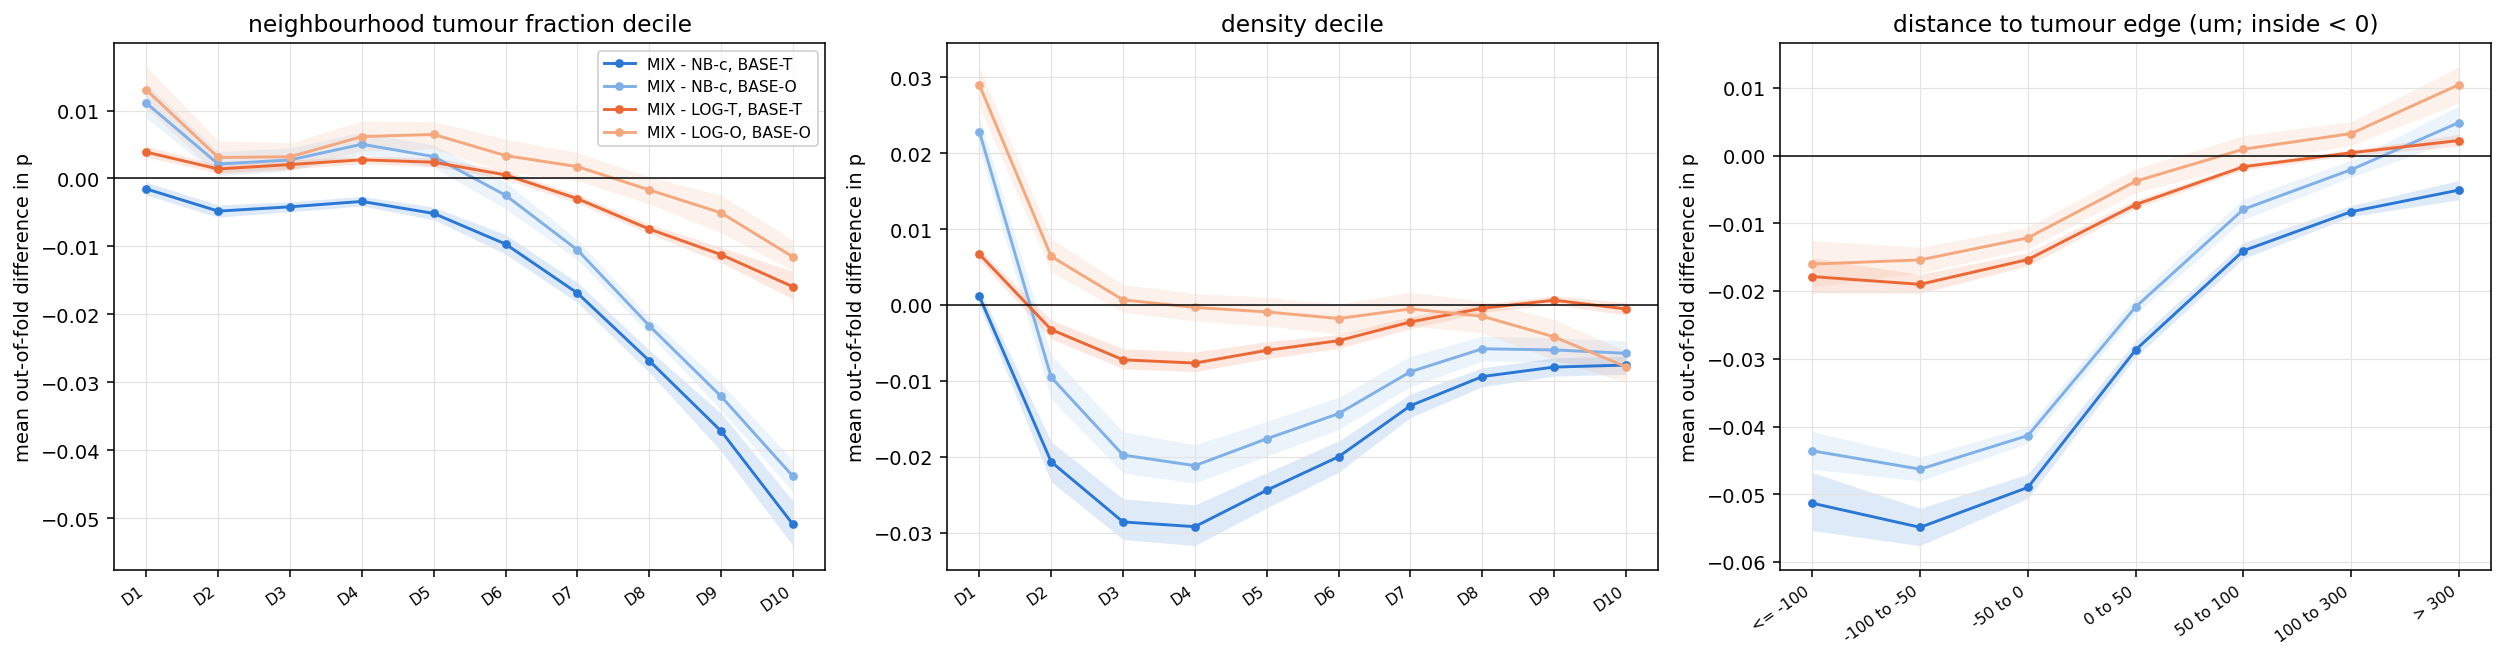 neighbourhood tumour fraction decile
mean out-of-fold difference in p
0.01
0.00
−0.01
−0.02
−0.03
−0.04
−0.05
D1 D2 D3 D4 D5 D6 D7 D8 D9 D10
MIX - NB-c, BASE-T
MIX - NB-c, BASE-O
MIX - LOG-T, BASE-T
MIX - LOG-O, BASE-O
density decile
mean out-of-fold difference in p
0.03
0.02
0.01
0.00
−0.01
−0.02
−0.03
D1 D2 D3 D4 D5 D6 D7 D8 D9 D10
distance to tumour edge (um; inside < 0)
mean out-of-fold difference in p
0.01
0.00
−0.01
−0.02
−0.03
−0.04
−0.05
−0.06
<= -100
-100 to -50
-50 to 0
0 to 50
50 to 100
100 to 300
> 300